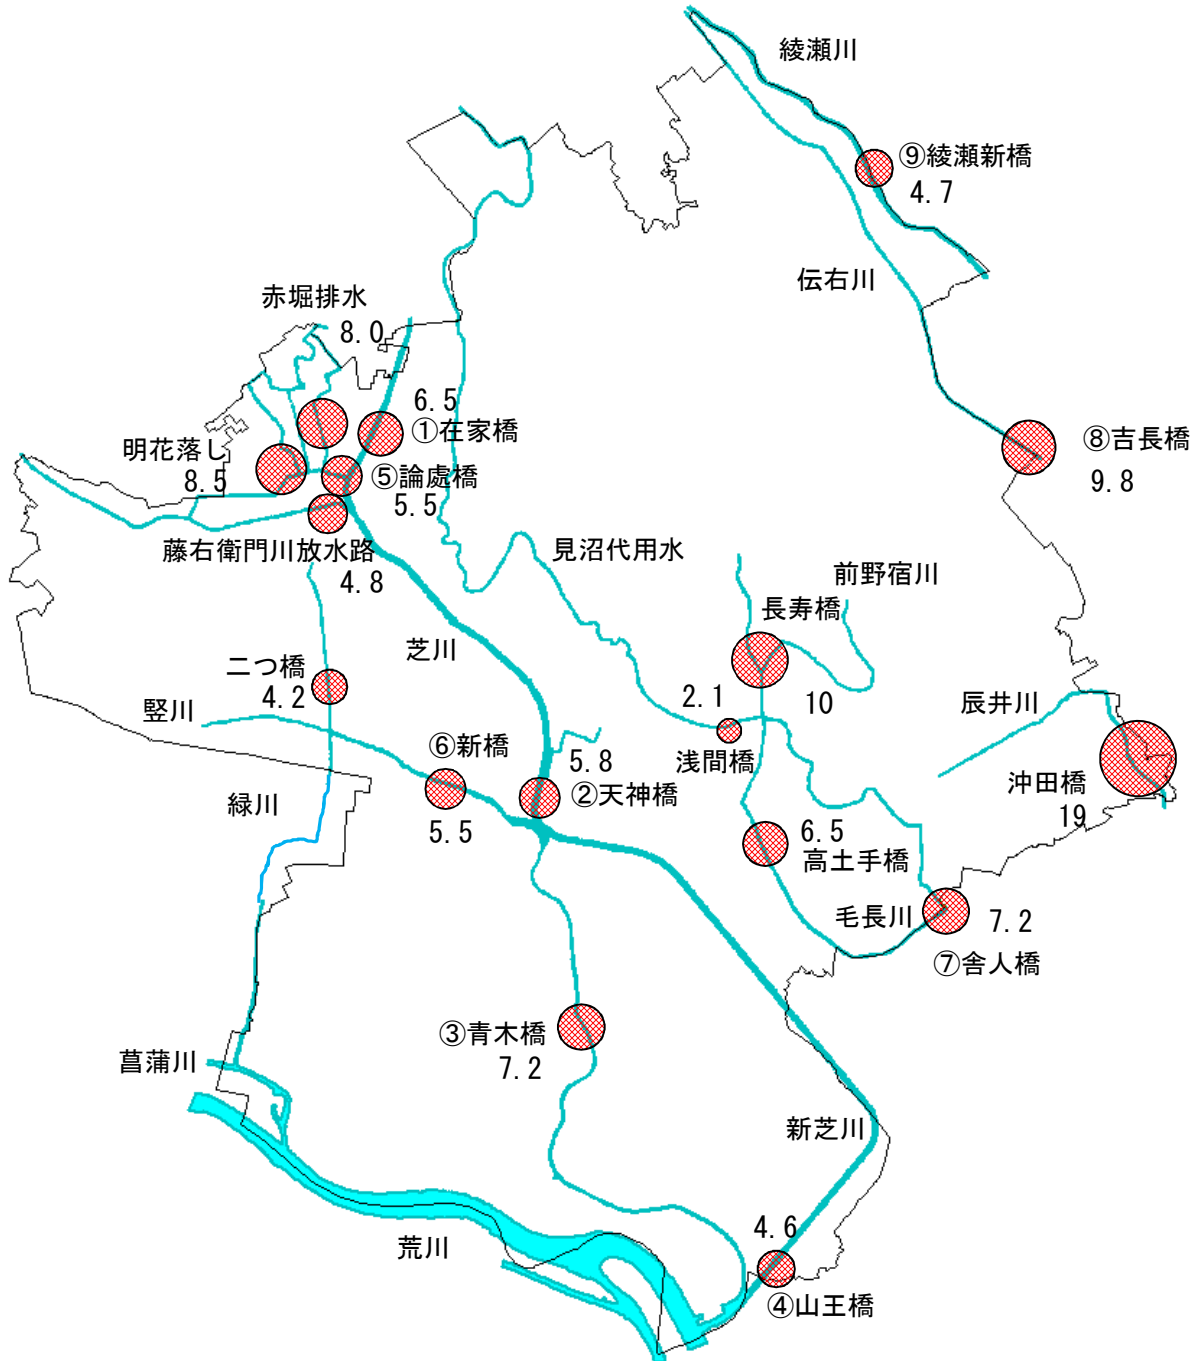 綾瀬川
⑨綾瀬新橋
4.7
伝右川
赤堀排水
8.0
6.5
①在家橋
明花落し
8.5
⑤論處橋
5.5
⑧吉長橋
9.8
藤右衛門川放水路
4.8
見沼代用水
前野宿川
長寿橋
10
芝川
二つ橋
4.2
竪川
2.1
浅間橋
辰井川
⑥新橋
5.5
5.8
②天神橋
沖田橋
19
緑川
6.5
高土手橋
毛長川
7.2
⑦舎人橋
③青木橋
7.2
菖蒲川
新芝川
荒川
4.6
④山王橋